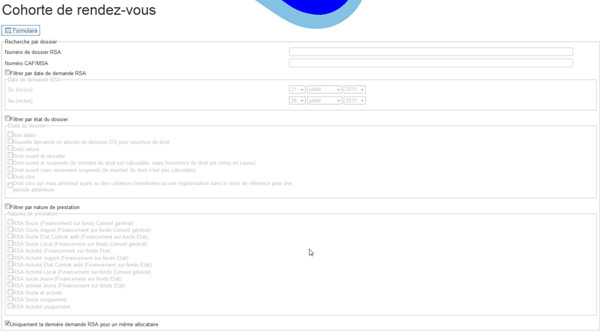 Cohorte de rendez-vous
Formulaire
Recherche par dossier
Numéro de dossier RSA
Numéro CAF/MSA
Filtrer par date de demande RSA
Date de demande RSA
Du (inclus)
21 juillet 2010
Au (inclus)
28 juillet 2010
Filtrer par état du dossier
États du dossier
Non défini
Nouvelle demande en attente de décision CG pour ouverture du droit
Droit refusé
Droit ouvert et versable
Droit ouvert et suspendu (le montant du droit est calculable, mais l'existence du droit est remis en cause)
Droit ouvert mais versement suspendu (le montant du droit n'est pas calculable)
Droit clos
Droit clos sur mois antérieur ayant eu des créances transférées ou une régularisation dans le mois de référence pour une
période antérieure.
Filtrer par nature de prestation
Natures de prestation
RSA Socle (Financement sur fonds Conseil général)
RSA Socle majoré (Financement sur fonds Conseil général)
RSA Socle Etat Contrat aidé (Financement sur fonds Etat)
RSA Socle Local (Financement sur fonds Conseil général)
RSA Activité (Financement sur fonds Etat)
RSA Activité majoré (Financement sur fonds Etat)
RSA Activité Etat Contrat aidé (Financement sur fonds Etat)
RSA Activité Local (Financement sur fonds Conseil général)
RSA socle Jeune (Financement sur fonds Etat)
RSA activité Jeune (Financement sur fonds Etat)
RSA Socle et activité
RSA Socle uniquement
RSA Activité uniquement
Uniquement la dernière demande RSA pour un même allocataire